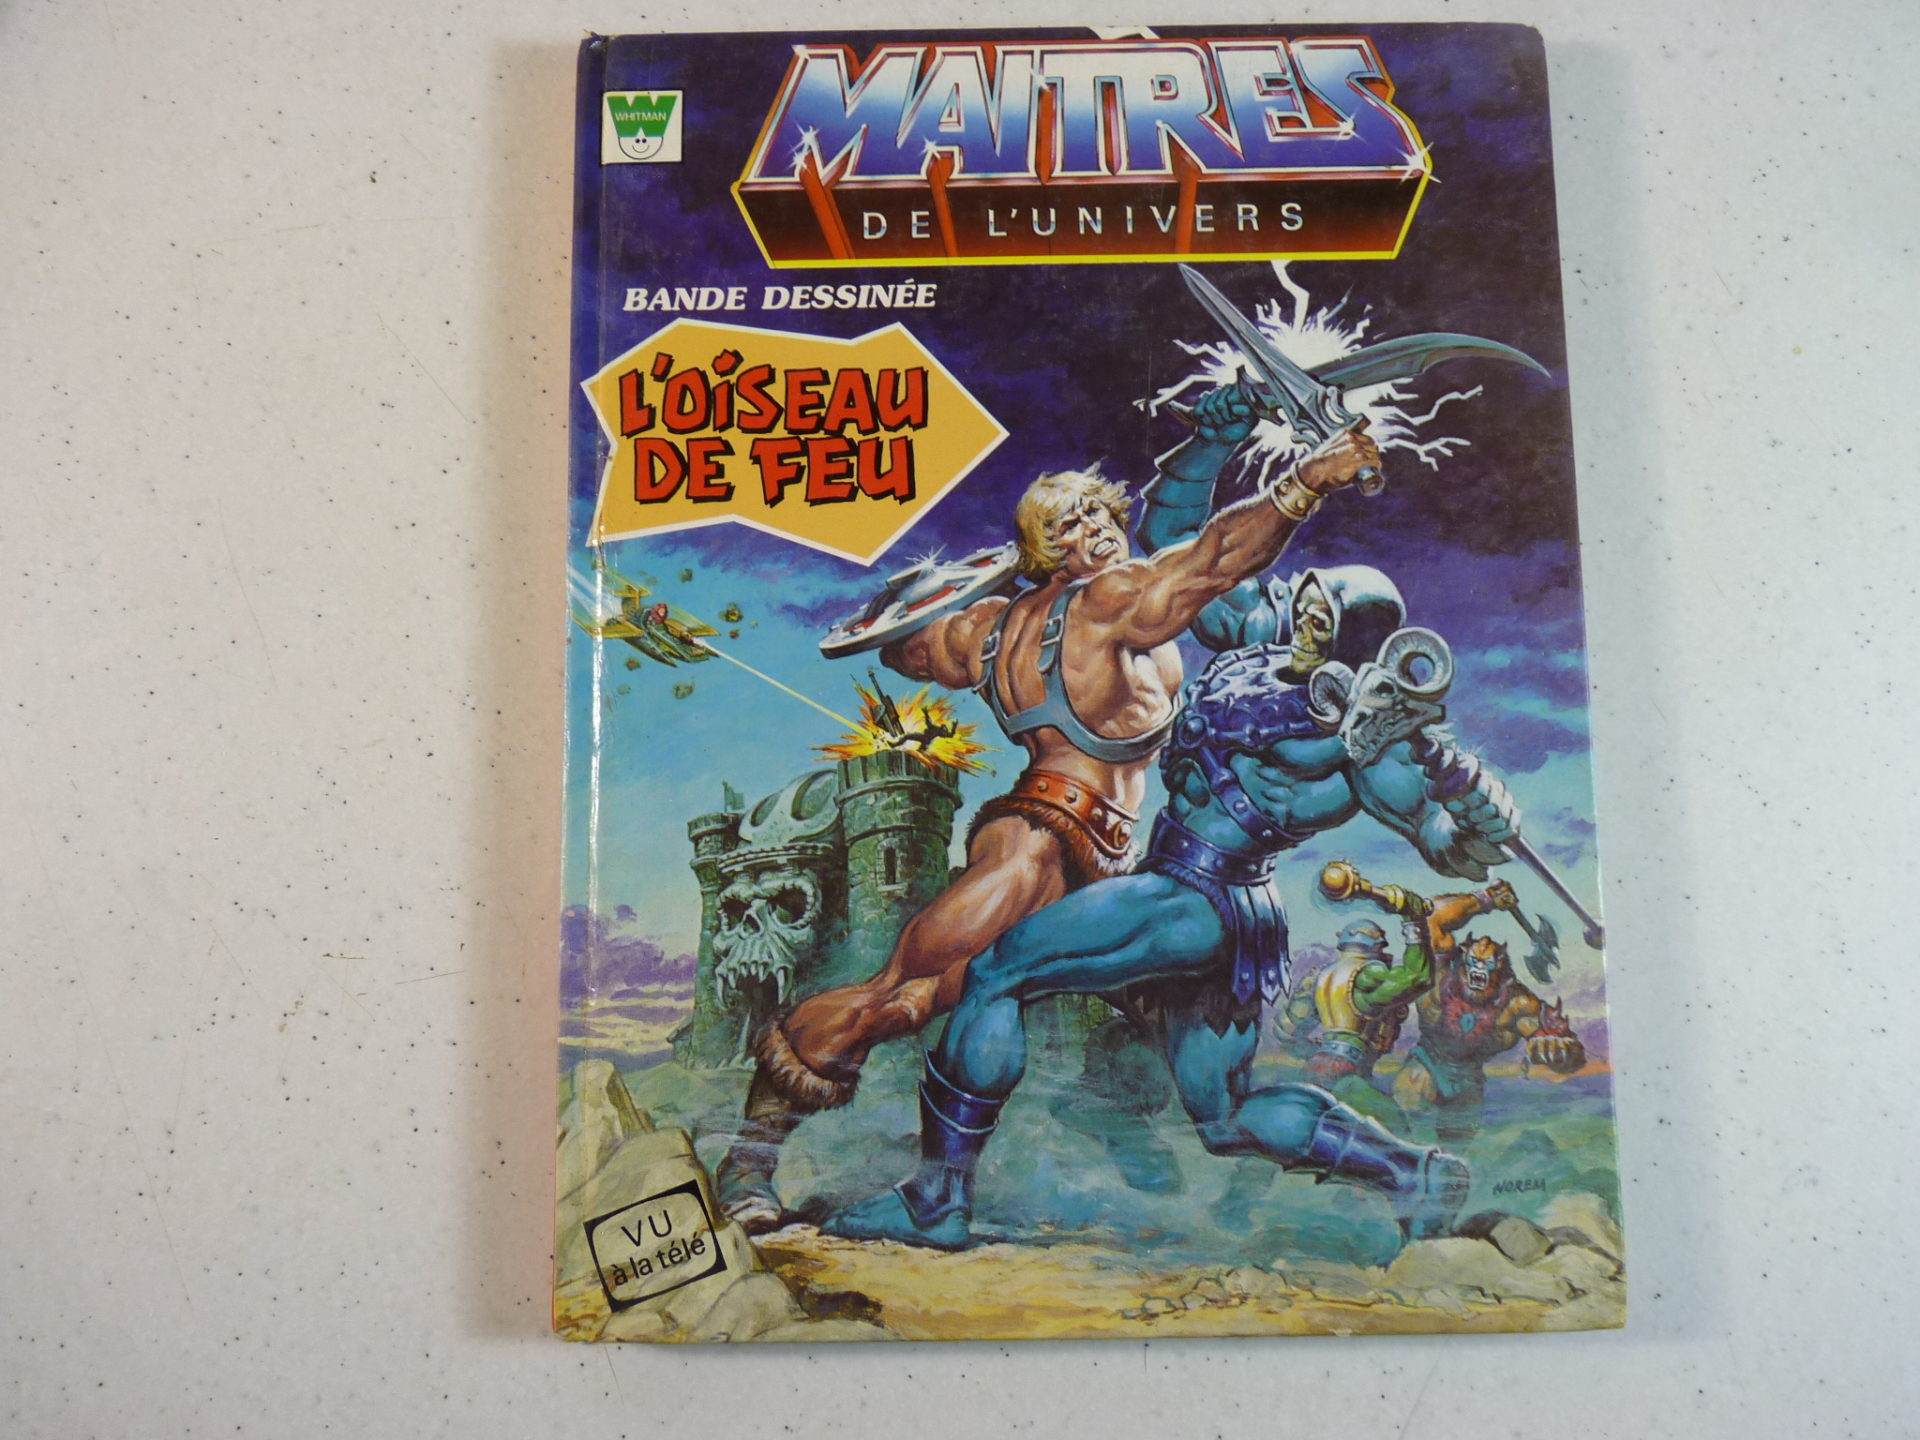 MAITRES
DE L'UNIVERS
WHITMAN
BANDE DESSINÉE
L'OISEAU
DE FEU
NOREM
VU
à la télé